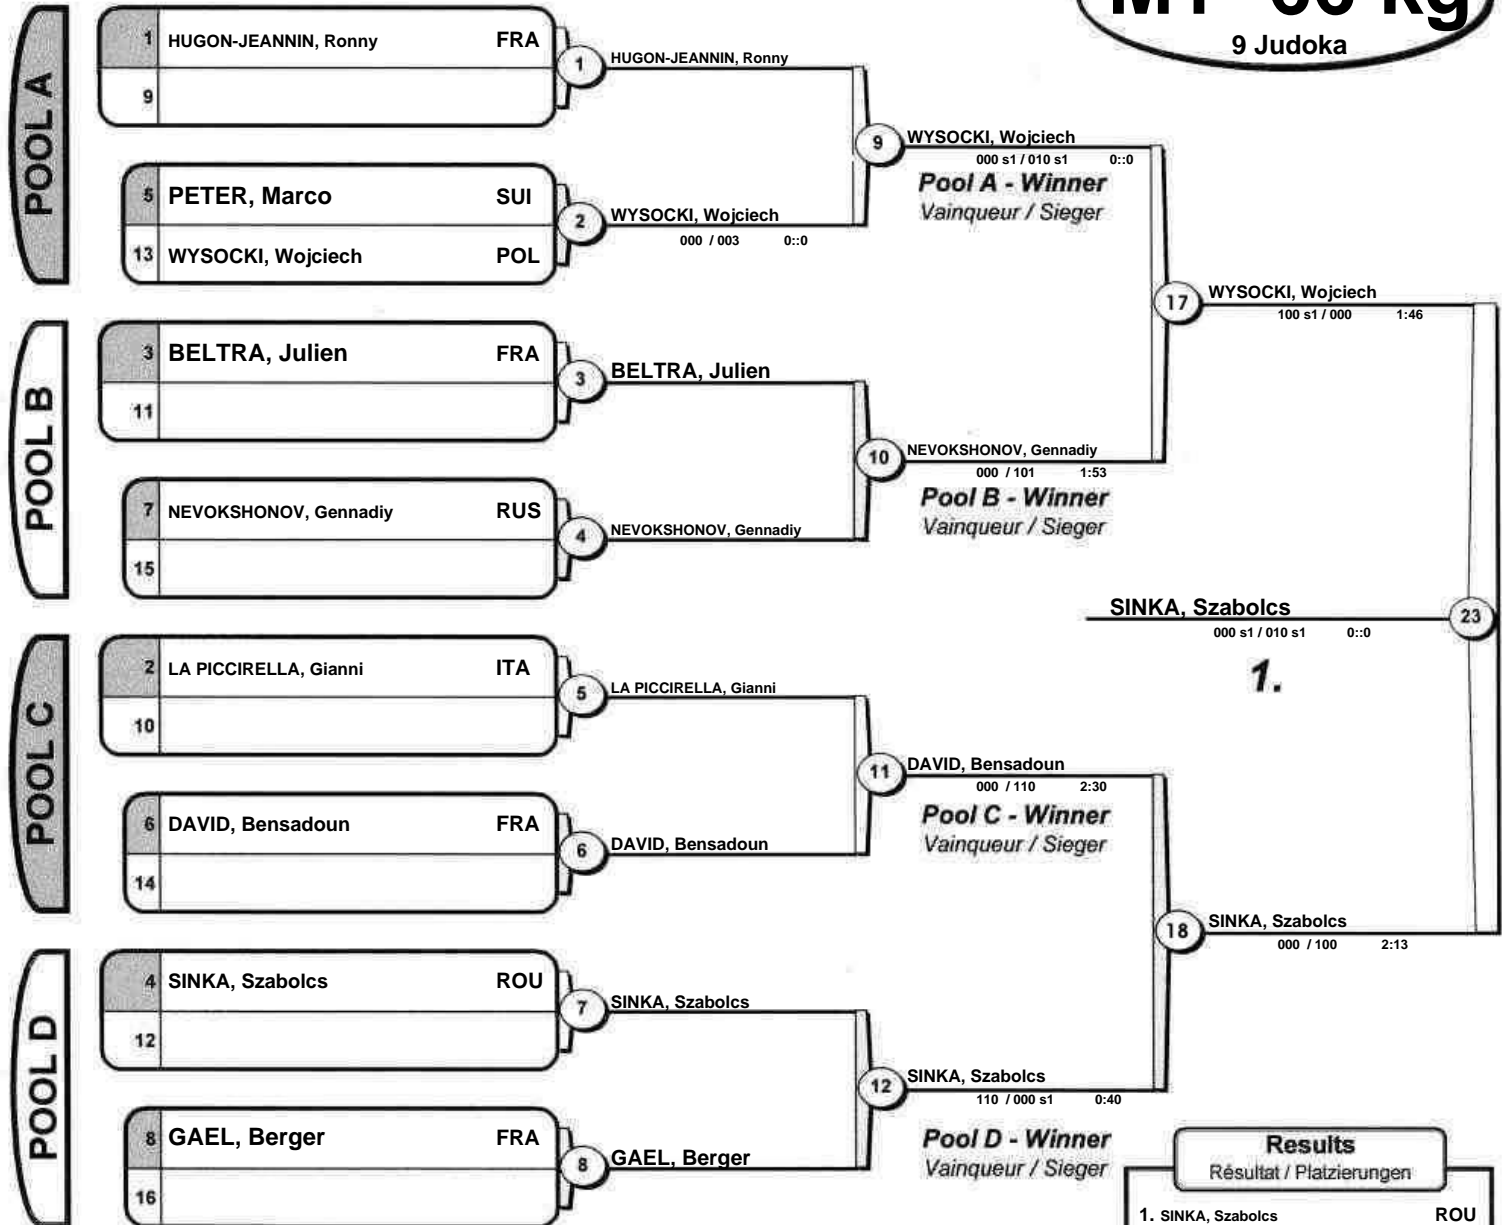 M1 -66 kg
9 Judoka
POOL A
1 HUGON-JEANNIN, Ronny FRA
9
1 HUGON-JEANNIN, Ronny
5 PETER, Marco SUI
13 WYSOCKI, Wojciech POL
2 WYSOCKI, Wojciech
000 / 003 0::0
9 WYSOCKI, Wojciech
000 s1 / 010 s1 0::0
Pool A - Winner
Vainqueur / Sieger
POOL B
3 BELTRA, Julien FRA
11
3 BELTRA, Julien
7 NEVOKSHONOV, Gennadiy RUS
15
4 NEVOKSHONOV, Gennadiy
10 NEVOKSHONOV, Gennadiy
000 / 101 1:53
Pool B - Winner
Vainqueur / Sieger
17 WYSOCKI, Wojciech
100 s1 / 000 1:46
SINKA, Szabolcs 23
000 s1 / 010 s1 0::0
1.
POOL C
2 LA PICCIRELLA, Gianni ITA
10
5 LA PICCIRELLA, Gianni
6 DAVID, Bensadoun FRA
14
6 DAVID, Bensadoun
11 DAVID, Bensadoun
000 / 110 2:30
Pool C - Winner
Vainqueur / Sieger
18 SINKA, Szabolcs
000 / 100 2:13
POOL D
4 SINKA, Szabolcs ROU
12
7 SINKA, Szabolcs
8 GAEL, Berger FRA
16
8 GAEL, Berger
12 SINKA, Szabolcs
110 / 000 s1 0:40
Pool D - Winner
Vainqueur / Sieger
Results
Résultat / Platzierungen
1. SINKA, Szabolcs ROU